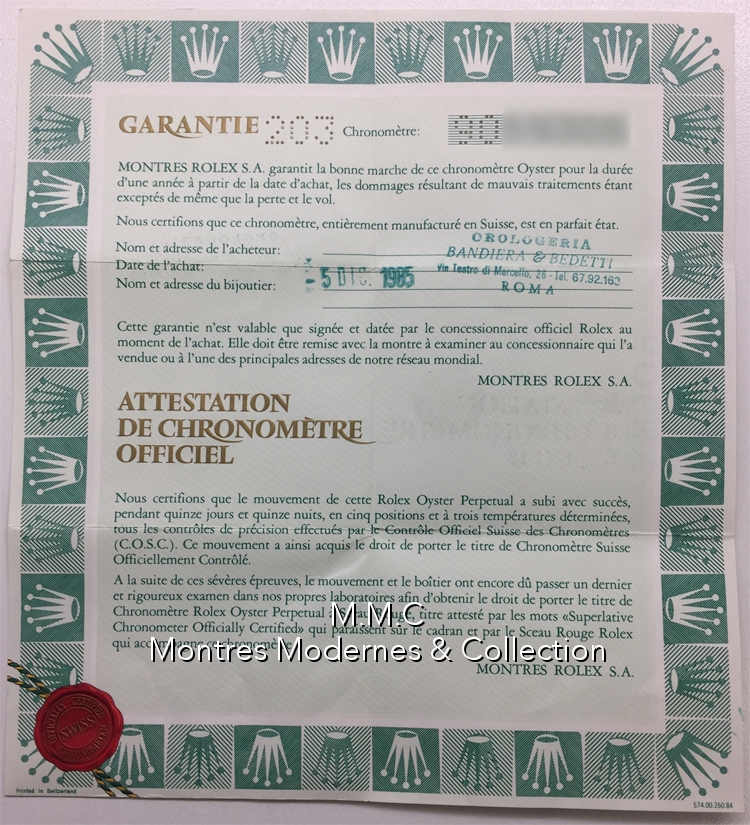 GARANTIE 203 Chronomètre:
MONTRES ROLEX S.A. garantit la bonne marche de ce chronomètre Oyster pour la durée
d'une année à partir de la date d'achat, les dommages résultant de mauvais traitements étant
exceptés de même que la perte et le vol.
Nous certifions que ce chronomètre, entièrement manufacturé en Suisse, est en parfait état.
OROLOGERIA
Nom et adresse de l'acheteur:
BANDIERA & BEDETTI
Date de l'achat:
Via Teatro di Marcello, 26 - Tel. 67.92.162
- 5 DIC. 1985
Nom et adresse du bijoutier:
ROMA
Cette garantie n'est valable que signée et datée par le concessionnaire officiel Rolex au
moment de l'achat. Elle doit être remise avec la montre à examiner au concessionnaire qui l'a
vendue ou à l'une des principales adresses de notre réseau mondial.
MONTRES ROLEX S.A.
ATTESTATION
DE CHRONOMÈTRE
OFFICIEL
Nous certifions que le mouvement de cette Rolex Oyster Perpetual a subi avec succès,
pendant quinze jours et quinze nuits, en cinq positions et à trois températures déterminées,
tous les contrôles de précision effectués par le Contrôle Officiel Suisse des Chronomètres
(C.O.S.C.). Ce mouvement a ainsi acquis le droit de porter le titre de Chronomètre Suisse
Officiellement Contrôlé.
A la suite de ces sévères épreuves, le mouvement et le boîtier ont encore dû passer un dernier
et rigoureux examen dans nos propres laboratoires afin d'obtenir le droit de porter le titre de
Chronomètre Rolex Oyster Perpetual titre attesté par les mots «Superlative
M.M.C
Chronometer Officially Certified» qui paraissent sur le cadran et par le Sceau Rouge Rolex
qui accompagne ce chronomètre
Montres Modernes & Collection
MONTRES ROLEX S.A.
OFFICIALLY CERTIFIED
SWISS
CHRONOMETER
Printed in Switzerland
574.00.250.84